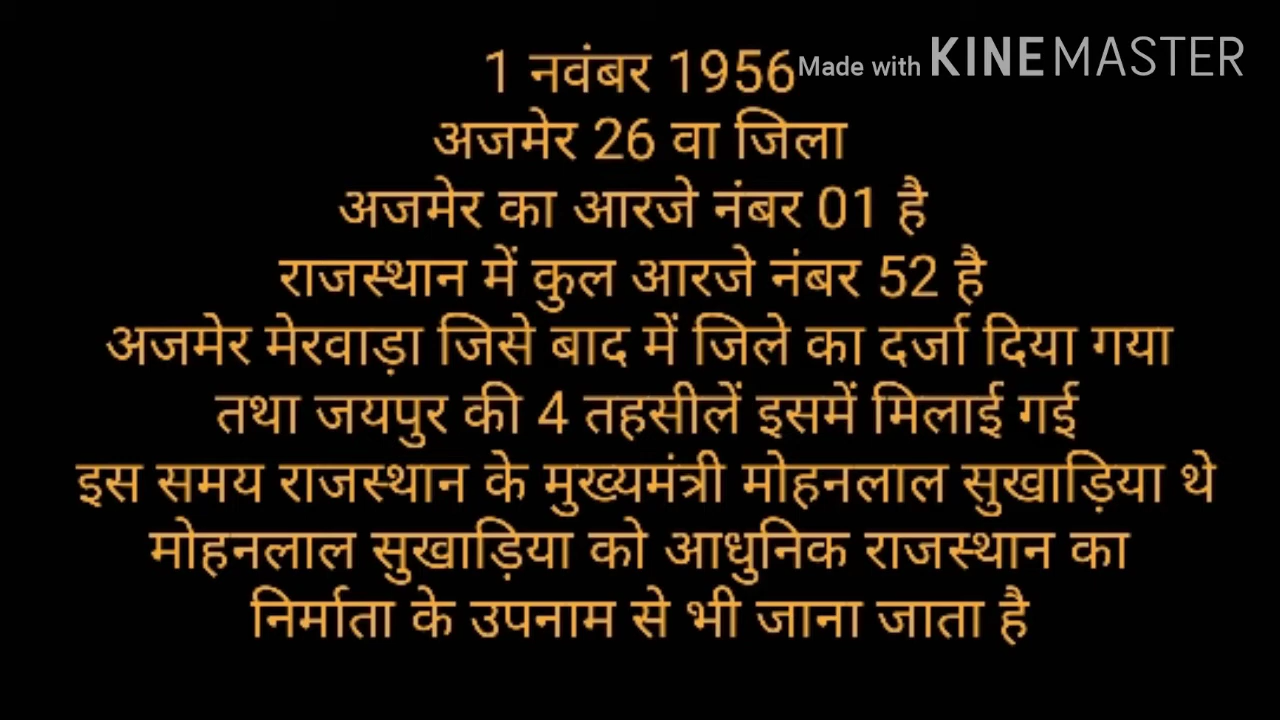 1 नवंबर 1956
Made with KINEMASTER
अजमेर 26 वा जिला
अजमेर का आरजे नंबर 01 है
राजस्थान में कुल आरजे नंबर 52 है
अजमेर मेरवाड़ा जिसे बाद में जिले का दर्जा दिया गया
तथा जयपुर की 4 तहसीलें इसमें मिलाई गई
इस समय राजस्थान के मुख्यमंत्री मोहनलाल सुखाड़िया थे
मोहनलाल सुखाड़िया को आधुनिक राजस्थान का
निर्माता के उपनाम से भी जाना जाता है